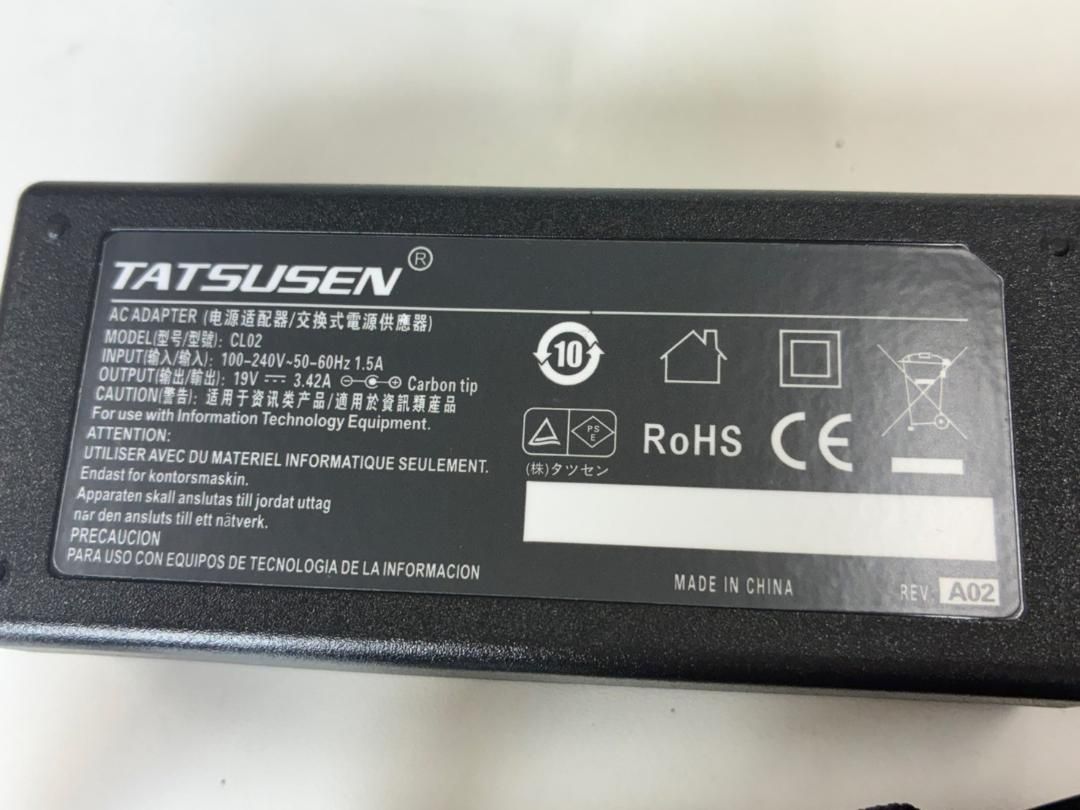 TATSUSEN®
AC ADAPTER (电源适配器/交換式電源供應器)
MODEL(型号/型號): CL02
INPUT(输入/輸入): 100-240V~50-60Hz 1.5A
OUTPUT(输出/輸出): 19V ⎓ 3.42A ⊖-●-⊕ Carbon tip
CAUTION(警告): 适用于资讯类产品/適用於資訊類産品
For use with Information Technology Equipment.
ATTENTION:
UTILISER AVEC DU MATERIEL INFORMATIQUE SEULEMENT.
Endast for kontorsmaskin.
Apparaten skall anslutas till jordat uttag
när den ansluts till ett nätverk.
PRECAUCION
PARA USO CON EQUIPOS DE TECNOLOGIA DE LA INFORMACION
10
PS
E
RoHS
CE
(株)タツセン
MADE IN CHINA
REV: A02